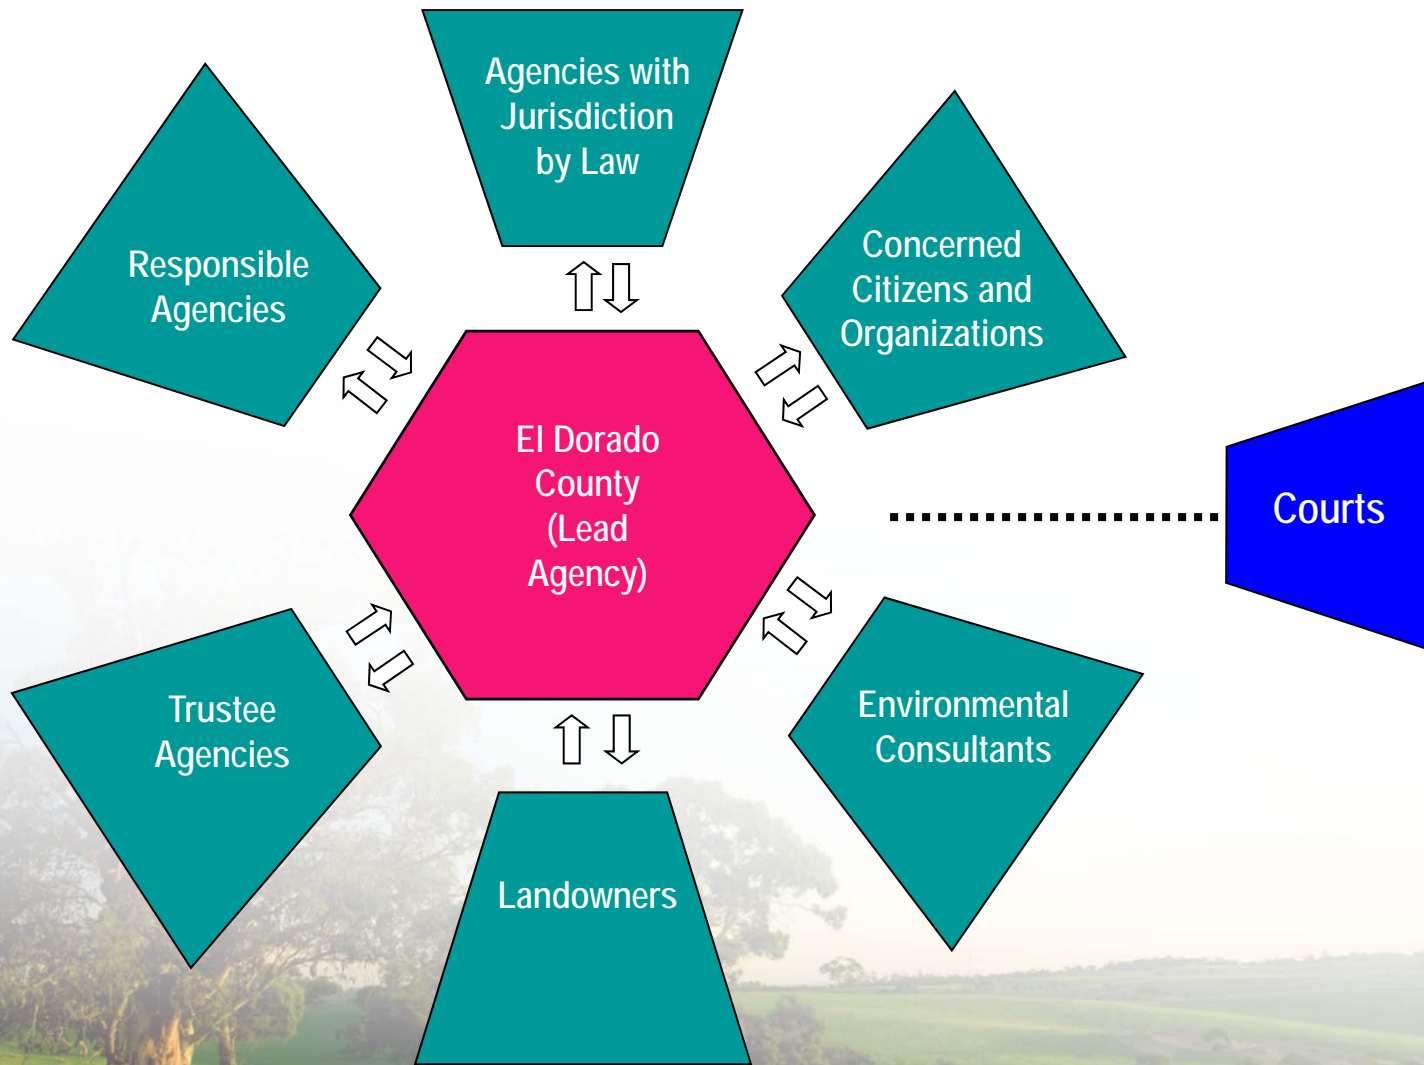 Agencies with
Jurisdiction
by Law
Responsible
Agencies
Concerned
Citizens and
Organizations
El Dorado
County
(Lead
Agency)
Courts
Trustee
Agencies
Environmental
Consultants
Landowners